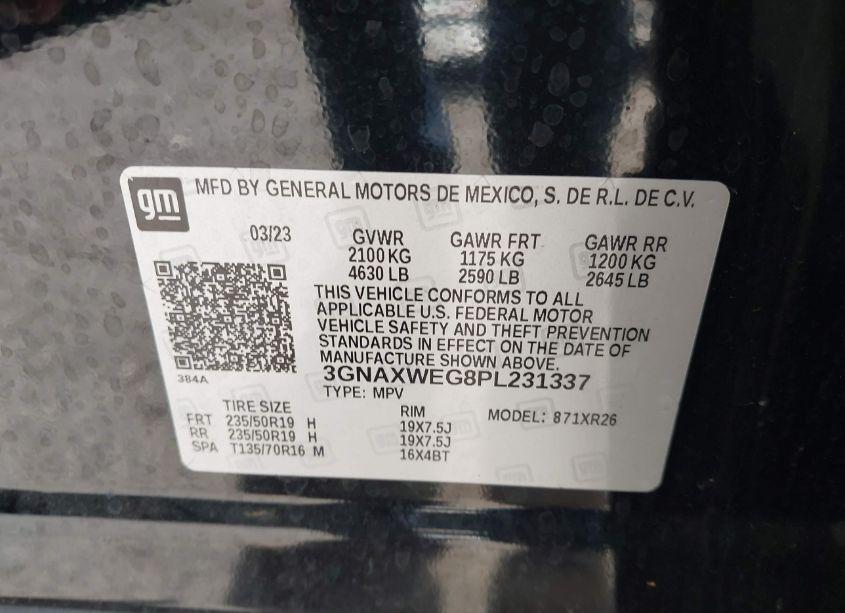 gm MFD BY GENERAL MOTORS DE MEXICO, S. DE R.L. DE C.V.
03/23 GVWR GAWR FRT GAWR RR
2100 KG 1175 KG 1200 KG
4630 LB 2590 LB 2645 LB
THIS VEHICLE CONFORMS TO ALL
APPLICABLE U.S. FEDERAL MOTOR
VEHICLE SAFETY AND THEFT PREVENTION
STANDARDS IN EFFECT ON THE DATE OF
MANUFACTURE SHOWN ABOVE.
384A
3GNAXWEG8PL231337
TYPE: MPV
TIRE SIZE RIM MODEL: 871XR26
FRT 235/50R19 H 19X7.5J
RR 235/50R19 H 19X7.5J
SPA T135/70R16 M 16X4BT